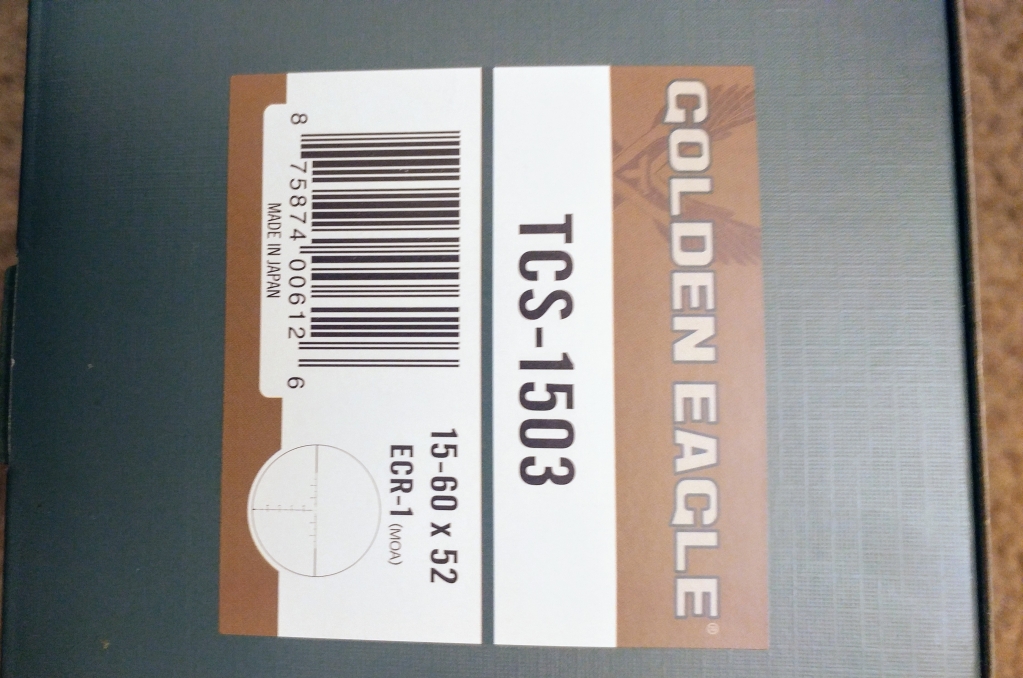 GOLDEN EAGLE®
TCS-1503
15-60 x 52
ECR-1 (MOA)
8 75874 00612 6
MADE IN JAPAN